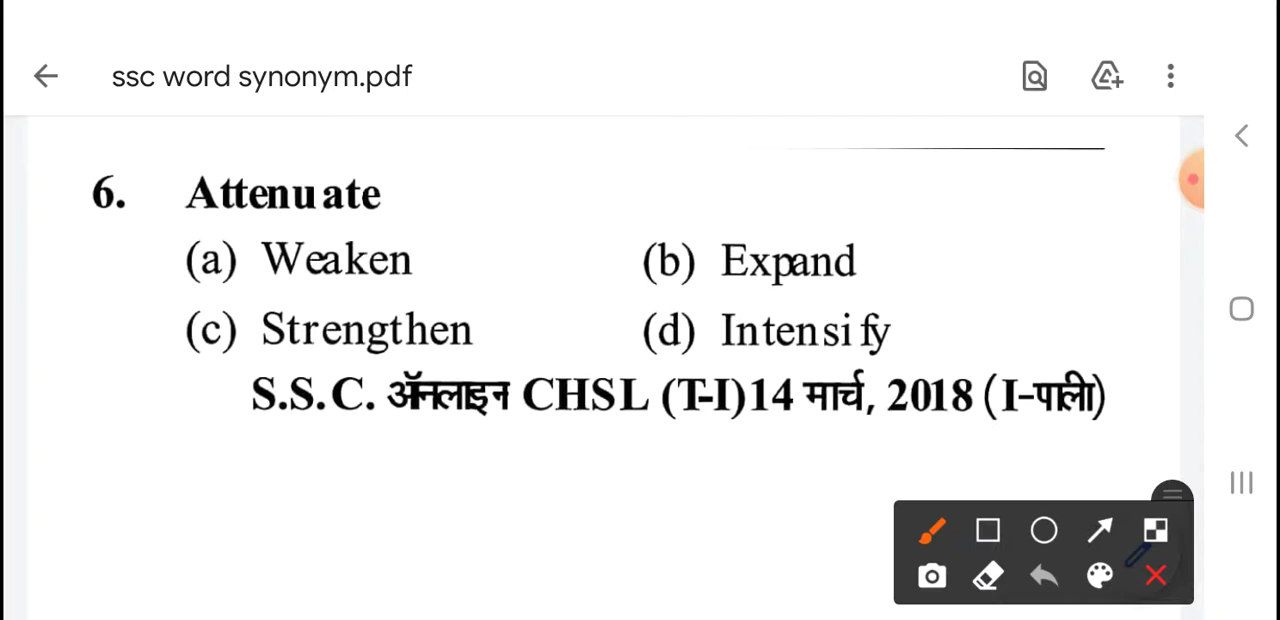 ssc word synonym.pdf
6. Attenuate
(a) Weaken (b) Expand
(c) Strengthen (d) Intensify
S.S.C. ऑनलाइन CHSL (T-I)14 मार्च, 2018 (I-पाली)